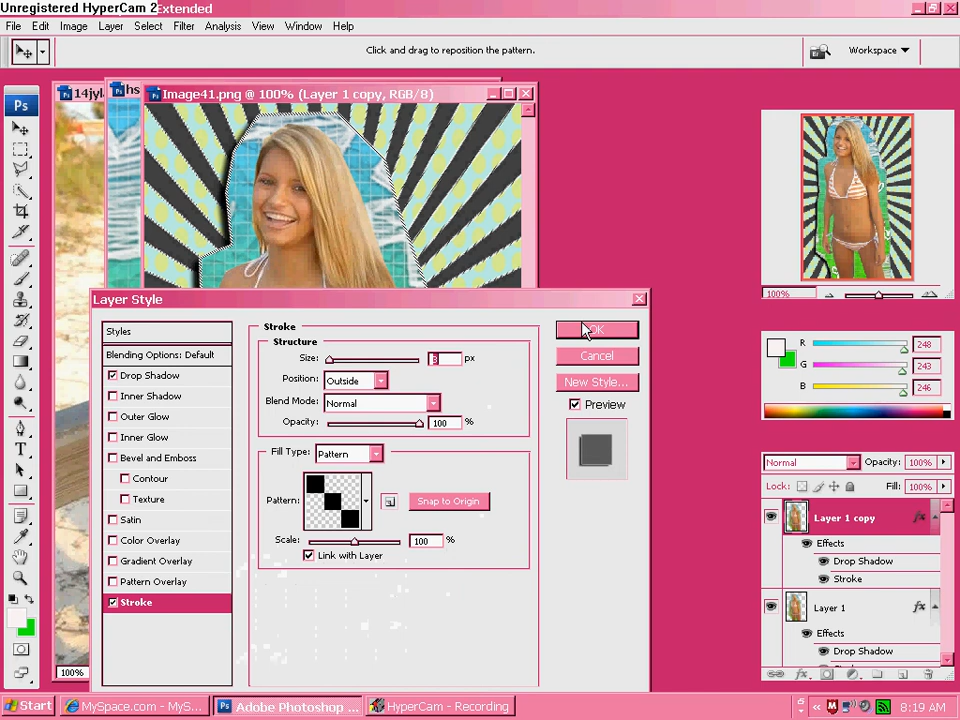 Unregistered HyperCam 2
Extended
File Edit Image Layer Select Filter Analysis View Window Help
Click and drag to reposition the pattern.
Workspace
14jyl
hs
Image41.png @ 100% (Layer 1 copy, RGB/8)
Ps
100%
Layer Style
Styles
Blending Options: Default
Drop Shadow
Inner Shadow
Outer Glow
Inner Glow
Bevel and Emboss
Contour
Texture
Satin
Color Overlay
Gradient Overlay
Pattern Overlay
Stroke
Stroke
Structure
Size: 3 px
Position: Outside
Blend Mode: Normal
Opacity: 100 %
Fill Type: Pattern
Pattern: Snap to Origin
Scale: 100 %
Link with Layer
OK
Cancel
New Style...
Preview
100%
R 248
G 243
B 246
Normal Opacity: 100%
Lock: Fill: 100%
Layer 1 copy fx
Effects
Drop Shadow
Stroke
Layer 1 fx
Effects
Drop Shadow
100%
Start MySpace.com - MyS... Adobe Photoshop ... HyperCam - Recording 8:19 AM